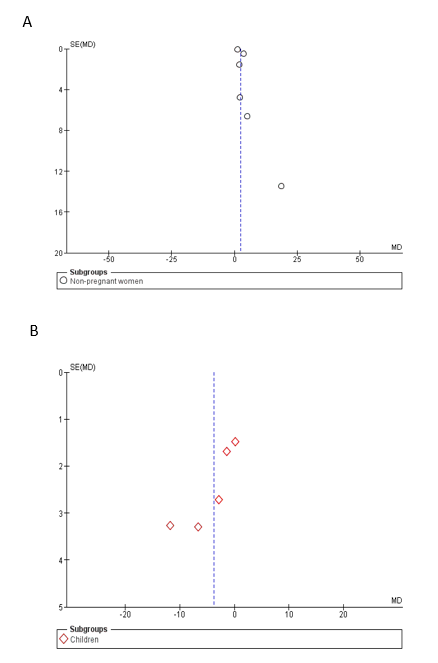 A
SE(MD)
0
4
8
12
16
20
-50 -25 0 25 50
MD
Subgroups
Non-pregnant women
B
SE(MD)
0
1
2
3
4
5
-20 -10 0 10 20
MD
Subgroups
Children